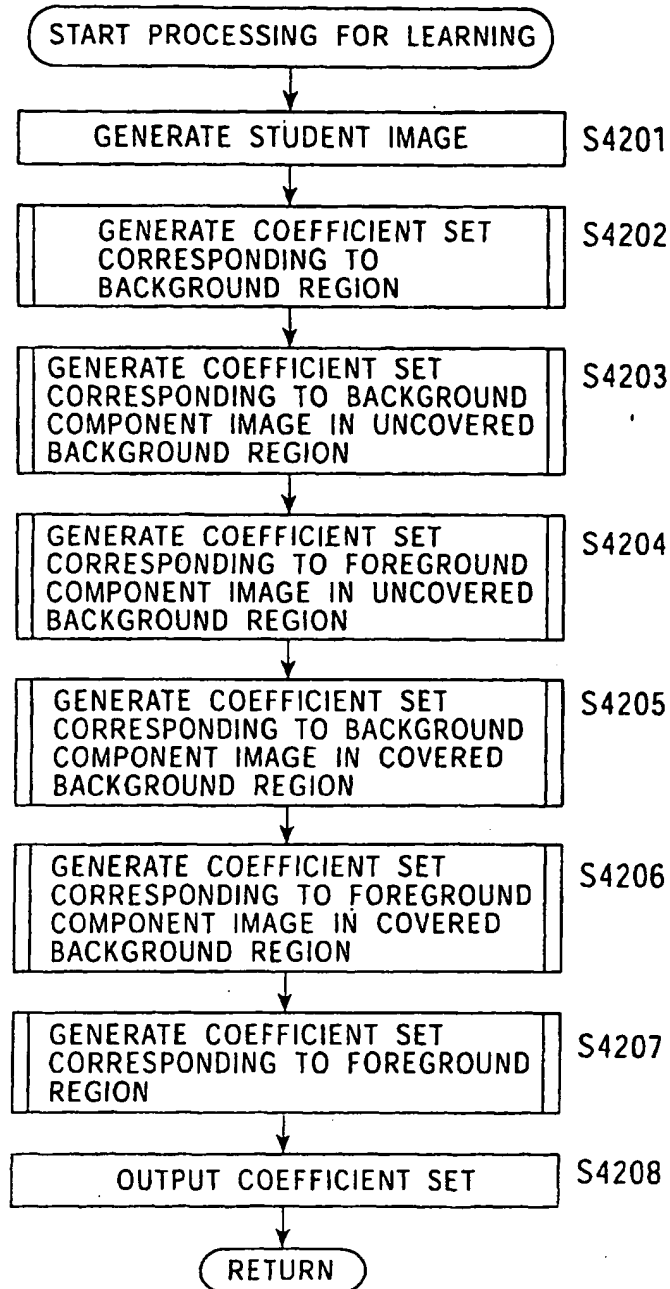 START PROCESSING FOR LEARNING
GENERATE STUDENT IMAGE
S4201
GENERATE COEFFICIENT SET
CORRESPONDING TO
BACKGROUND REGION
S4202
GENERATE COEFFICIENT SET
CORRESPONDING TO BACKGROUND
COMPONENT IMAGE IN UNCOVERED
BACKGROUND REGION
S4203
GENERATE COEFFICIENT SET
CORRESPONDING TO FOREGROUND
COMPONENT IMAGE IN UNCOVERED
BACKGROUND REGION
S4204
GENERATE COEFFICIENT SET
CORRESPONDING TO BACKGROUND
COMPONENT IMAGE IN COVERED
BACKGROUND REGION
S4205
GENERATE COEFFICIENT SET
CORRESPONDING TO FOREGROUND
COMPONENT IMAGE IN COVERED
BACKGROUND REGION
S4206
GENERATE COEFFICIENT SET
CORRESPONDING TO FOREGROUND
REGION
S4207
OUTPUT COEFFICIENT SET
S4208
RETURN